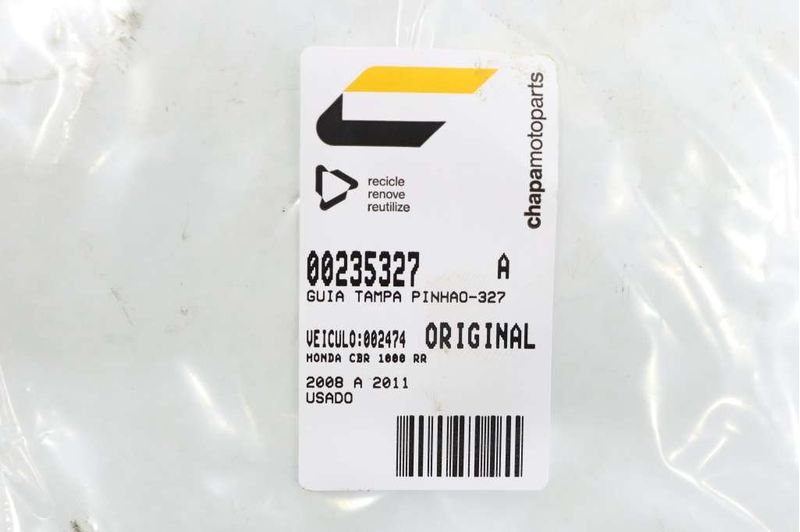 chapamotoparts
recicle
renove
reutilize
00235327 A
GUIA TAMPA PINHAO-327
VEICULO:002474 ORIGINAL
HONDA CBR 1000 RR
2008 A 2011
USADO